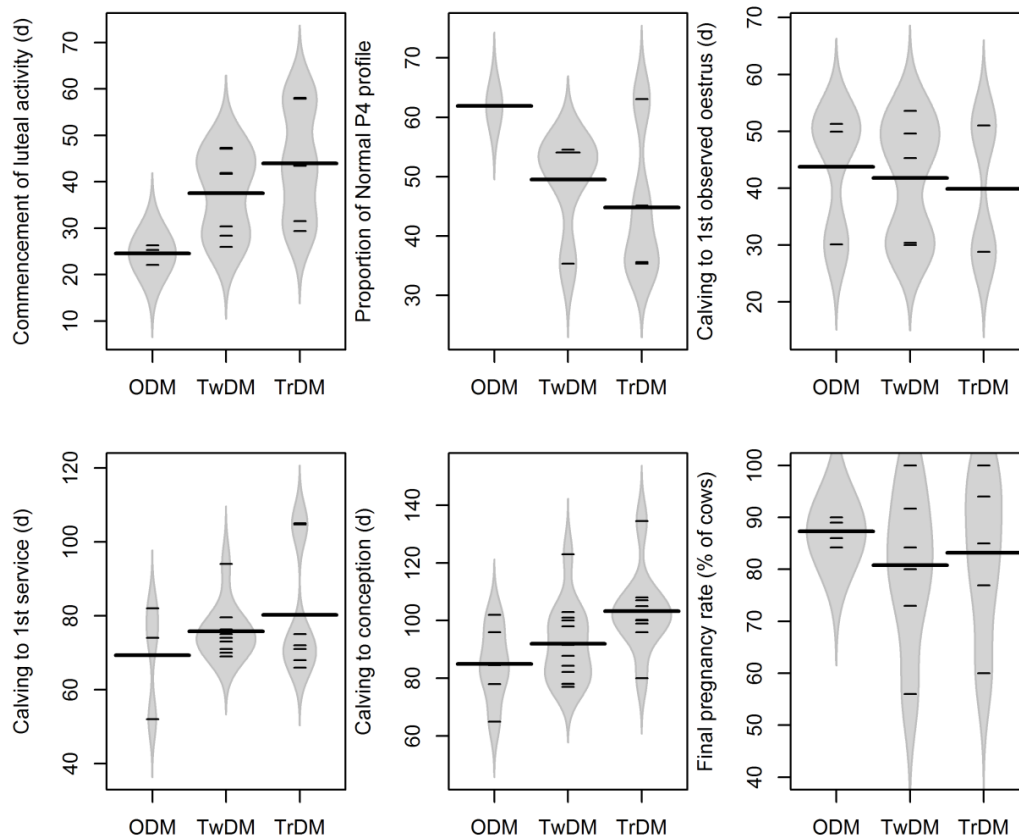 Commencement of luteal activity (d)
70
60
50
40
30
20
10
ODM TwDM TrDM
Proportion of Normal P4 profile
70
60
50
40
30
ODM TwDM TrDM
Calving to 1st observed oestrus (d)
70
60
50
40
30
20
ODM TwDM TrDM
Calving to 1st service (d)
120
100
80
60
40
ODM TwDM TrDM
Calving to conception (d)
140
120
100
80
60
ODM TwDM TrDM
Final pregnancy rate (% of cows)
100
90
80
70
60
50
40
ODM TwDM TrDM